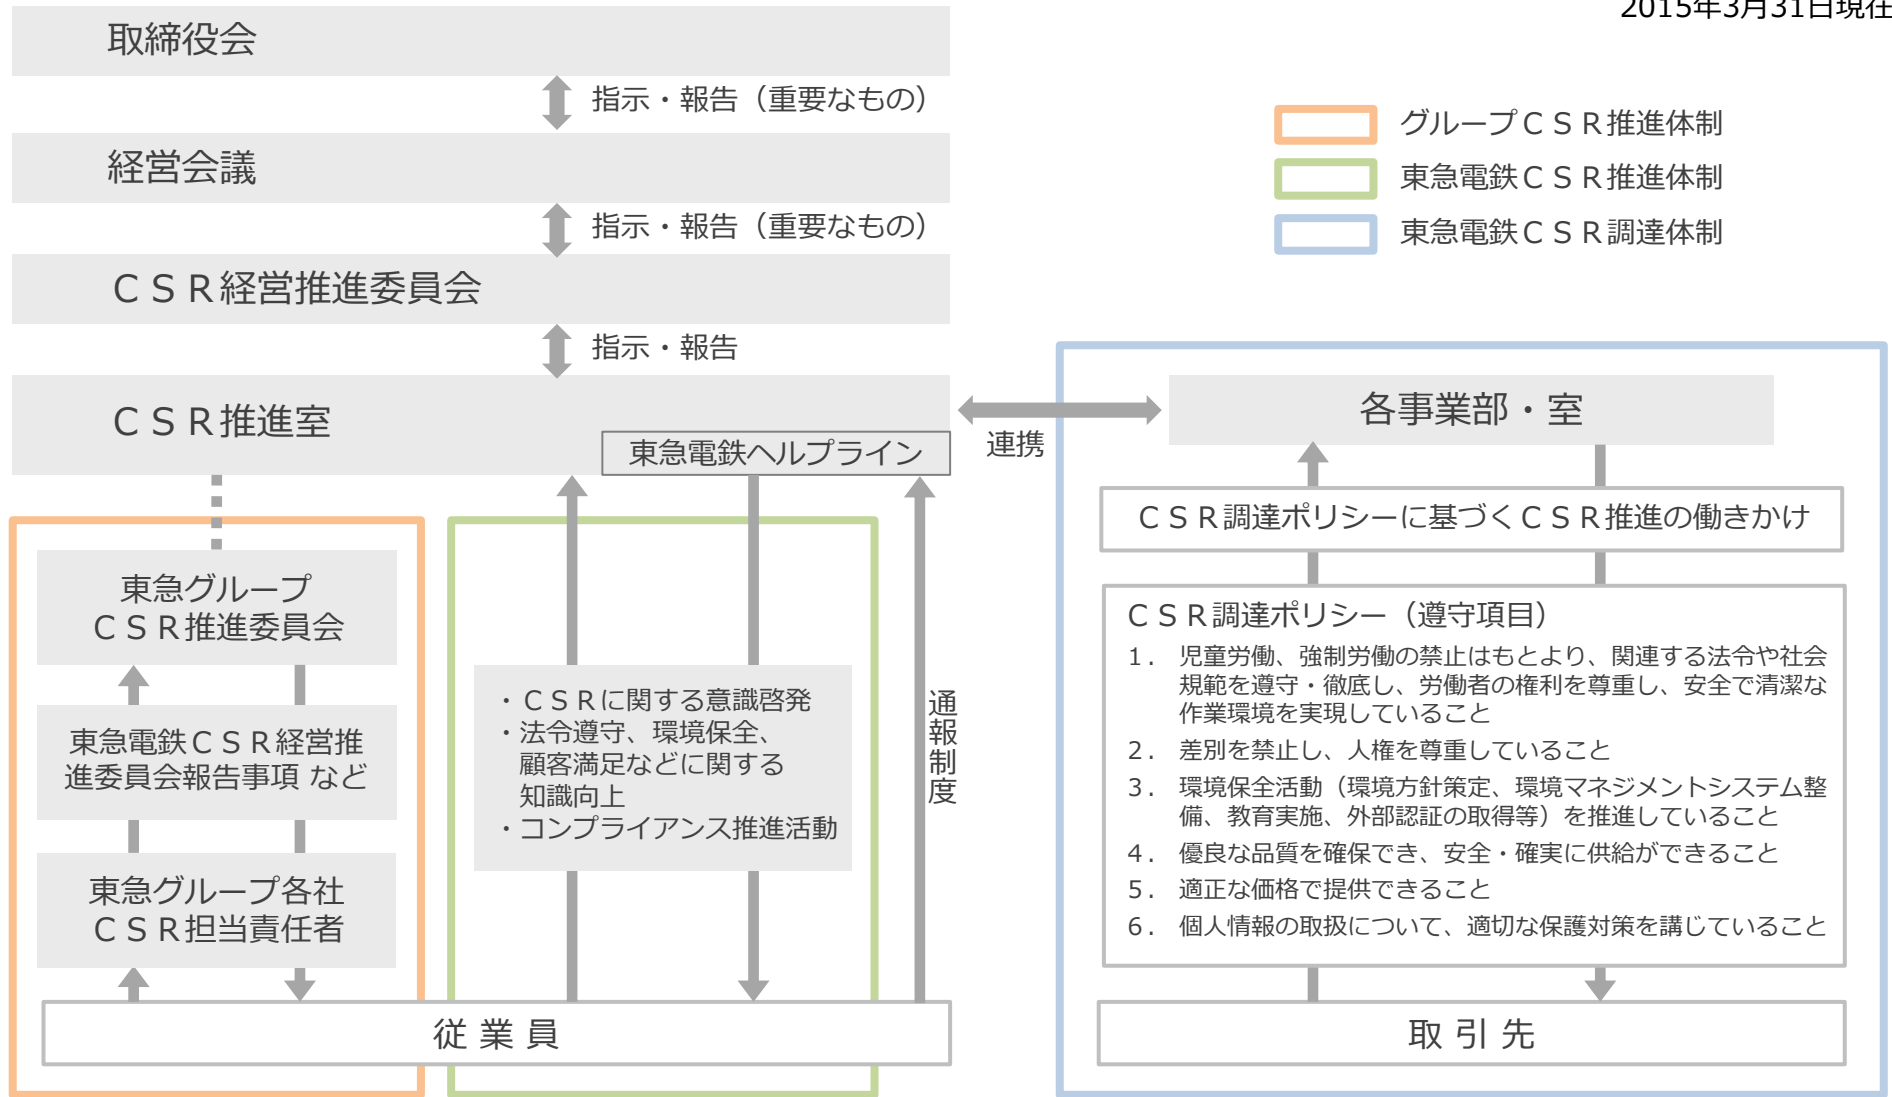 2015年3月31日現在
取締役会
指示・報告（重要なもの）
経営会議
指示・報告（重要なもの）
ＣＳＲ経営推進委員会
指示・報告
ＣＳＲ推進室
東急電鉄ヘルプライン
連携
グループＣＳＲ推進体制
東急電鉄ＣＳＲ推進体制
東急電鉄ＣＳＲ調達体制
東急グループ
ＣＳＲ推進委員会
東急電鉄ＣＳＲ経営推
進委員会報告事項 など
東急グループ各社
ＣＳＲ担当責任者
・ＣＳＲに関する意識啓発
・法令遵守、環境保全、
顧客満足などに関する
知識向上
・コンプライアンス推進活動
通報制度
従業員
各事業部・室
ＣＳＲ調達ポリシーに基づくＣＳＲ推進の働きかけ
ＣＳＲ調達ポリシー（遵守項目）
1. 児童労働、強制労働の禁止はもとより、関連する法令や社会
規範を遵守・徹底し、労働者の権利を尊重し、安全で清潔な
作業環境を実現していること
2. 差別を禁止し、人権を尊重していること
3. 環境保全活動（環境方針策定、環境マネジメントシステム整
備、教育実施、外部認証の取得等）を推進していること
4. 優良な品質を確保でき、安全・確実に供給ができること
5. 適正な価格で提供できること
6. 個人情報の取扱について、適切な保護対策を講じていること
取引先